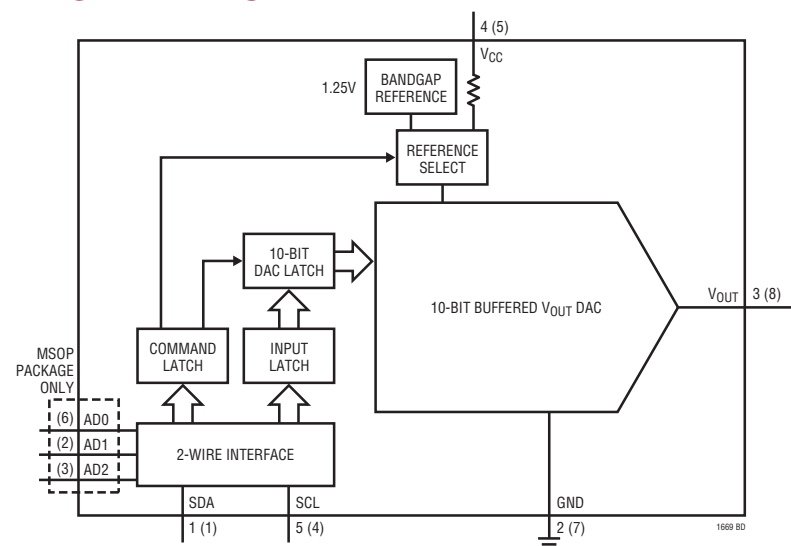 4 (5)
VCC
1.25V
BANDGAP
REFERENCE
REFERENCE
SELECT
10-BIT
DAC LATCH
10-BIT BUFFERED VOUT DAC
VOUT 3 (8)
COMMAND
LATCH
INPUT
LATCH
MSOP
PACKAGE
ONLY
(6) AD0
(2) AD1
(3) AD2
2-WIRE INTERFACE
SDA
SCL
GND
1 (1)
5 (4)
2 (7)
1669 BD